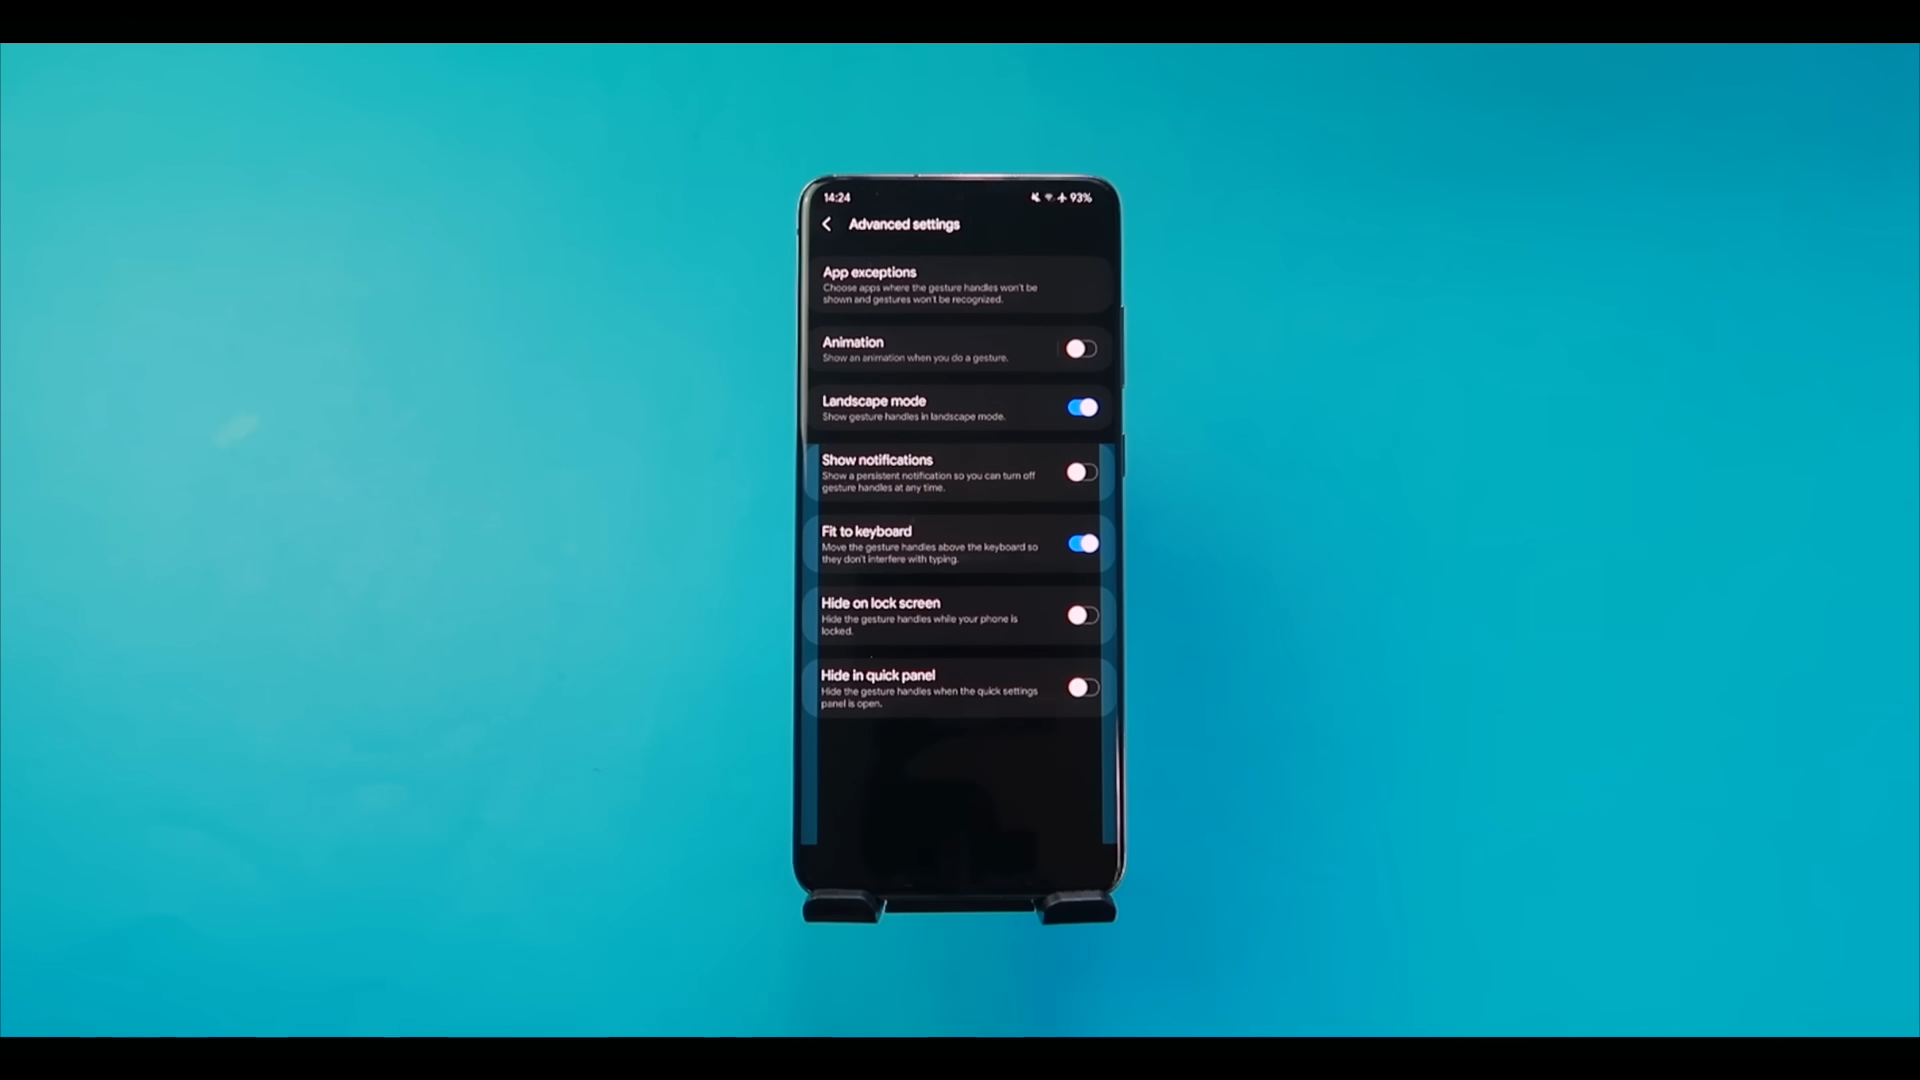 14:24
93%
Advanced settings
App exceptions
Choose apps where the gesture handles won't be
shown and gestures won't be recognized.
Animation
Show an animation when you do a gesture.
Landscape mode
Show gesture handles in landscape mode.
Show notifications
Show a persistent notification so you can turn off
gesture handles at any time.
Fit to keyboard
Move the gesture handles above the keyboard so
they don't interfere with typing.
Hide on lock screen
Hide the gesture handles while your phone is
locked.
Hide in quick panel
Hide the gesture handles when the quick settings
panel is open.